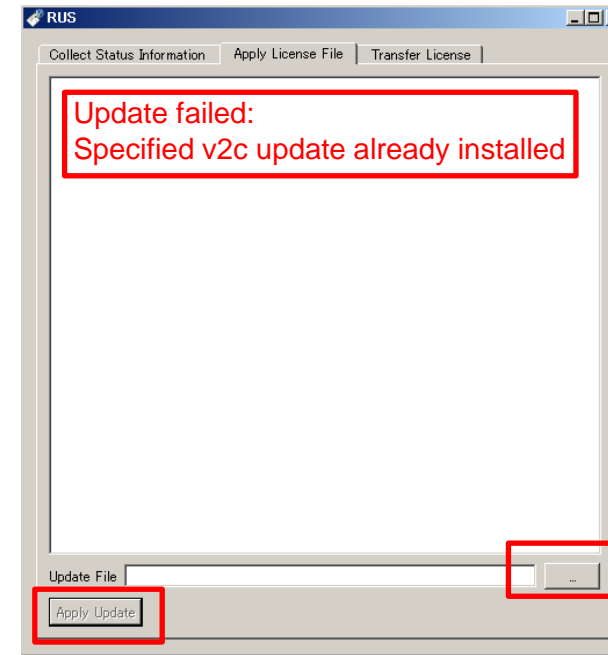 RUS
Collect Status Information Apply License File Transfer License
Update failed:
Specified v2c update already installed
Update File
...
Apply Update